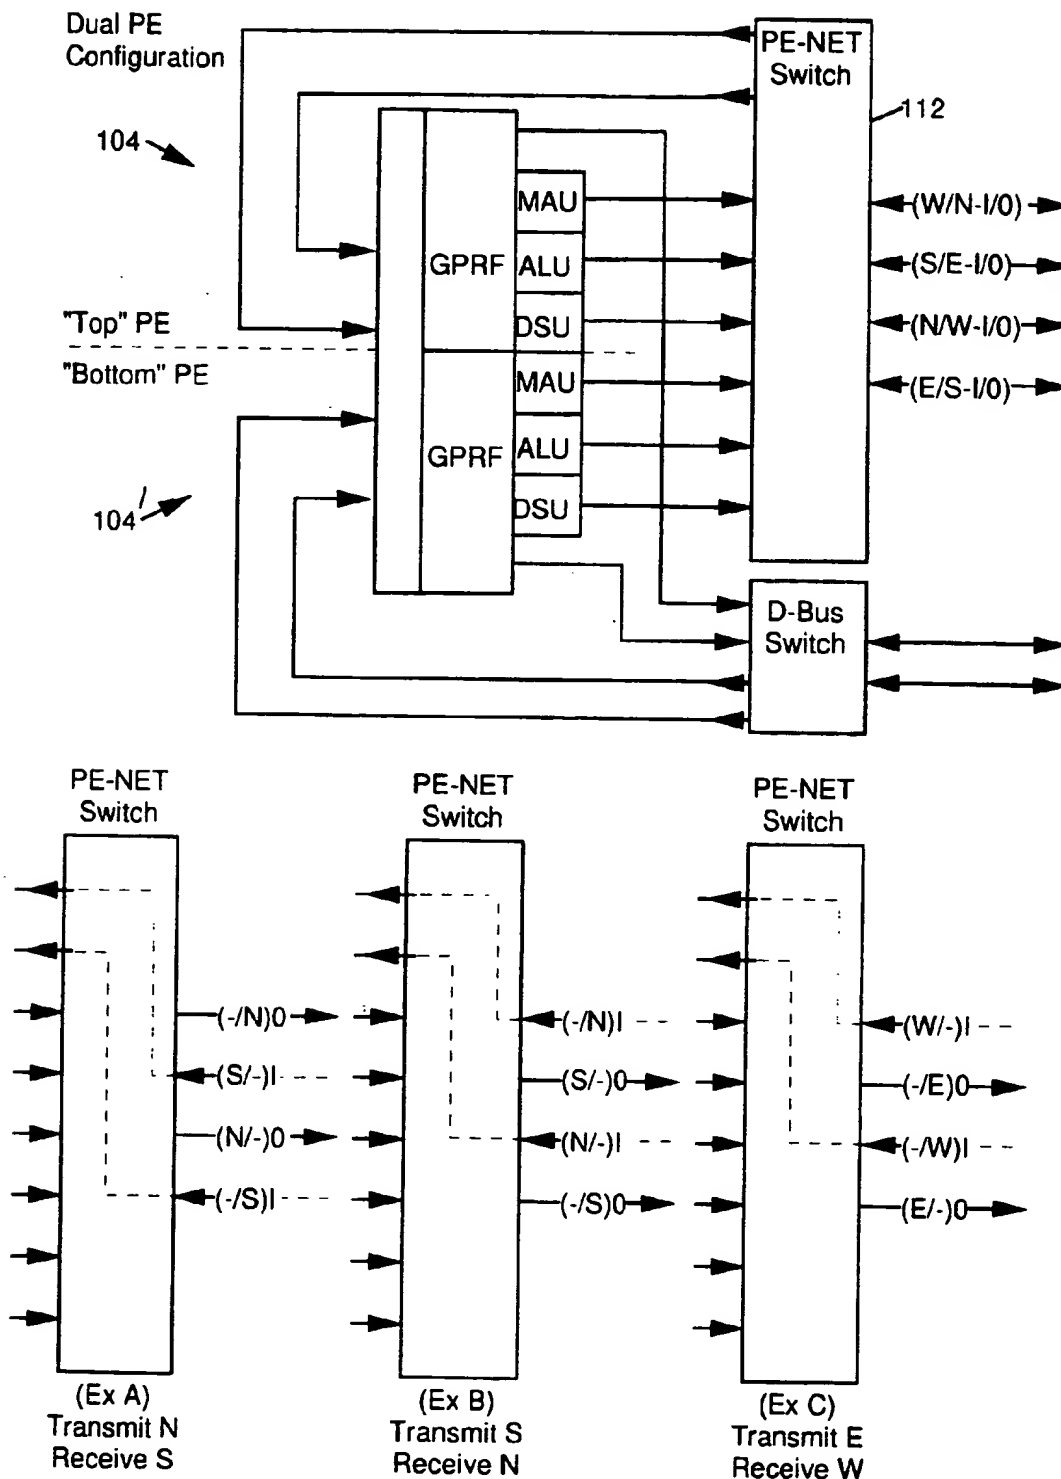 Dual PE
Configuration
PE-NET
Switch
112
104
MAU
(W/N-I/0)
GPRF
ALU
(S/E-I/0)
"Top" PE
DSU
(N/W-I/0)
"Bottom" PE
MAU
(E/S-I/0)
GPRF
ALU
104'
DSU
D-Bus
Switch
PE-NET
Switch
(-/N)0
(S/-)I
(N/-)0
(-/S)I
(Ex A)
Transmit N
Receive S
PE-NET
Switch
(-/N)I
(S/-)0
(N/-)I
(-/S)0
(Ex B)
Transmit S
Receive N
PE-NET
Switch
(W/-)I
(-/E)0
(-/W)I
(E/-)0
(Ex C)
Transmit E
Receive W